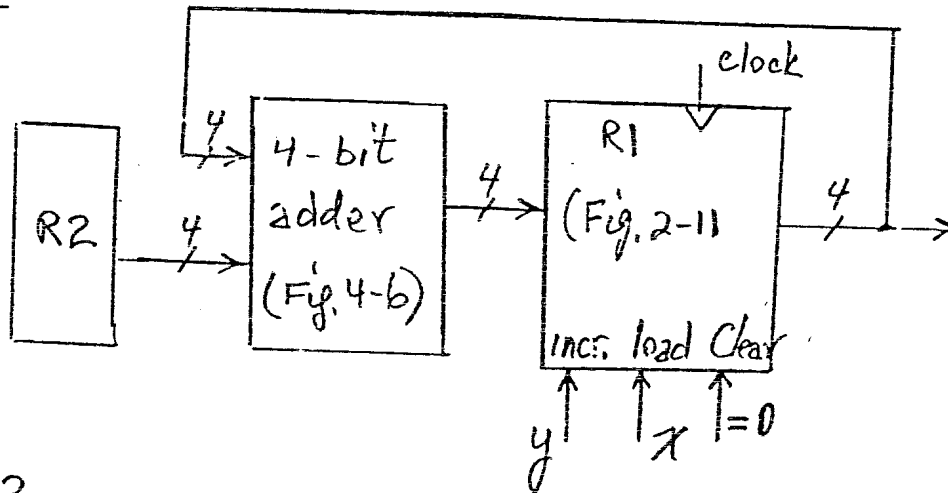 clock
4
4-bit
adder
(Fig. 4-b)
R2
4
4
R1
(Fig. 2-11
incr. load Clear
4
y
x
=0
2